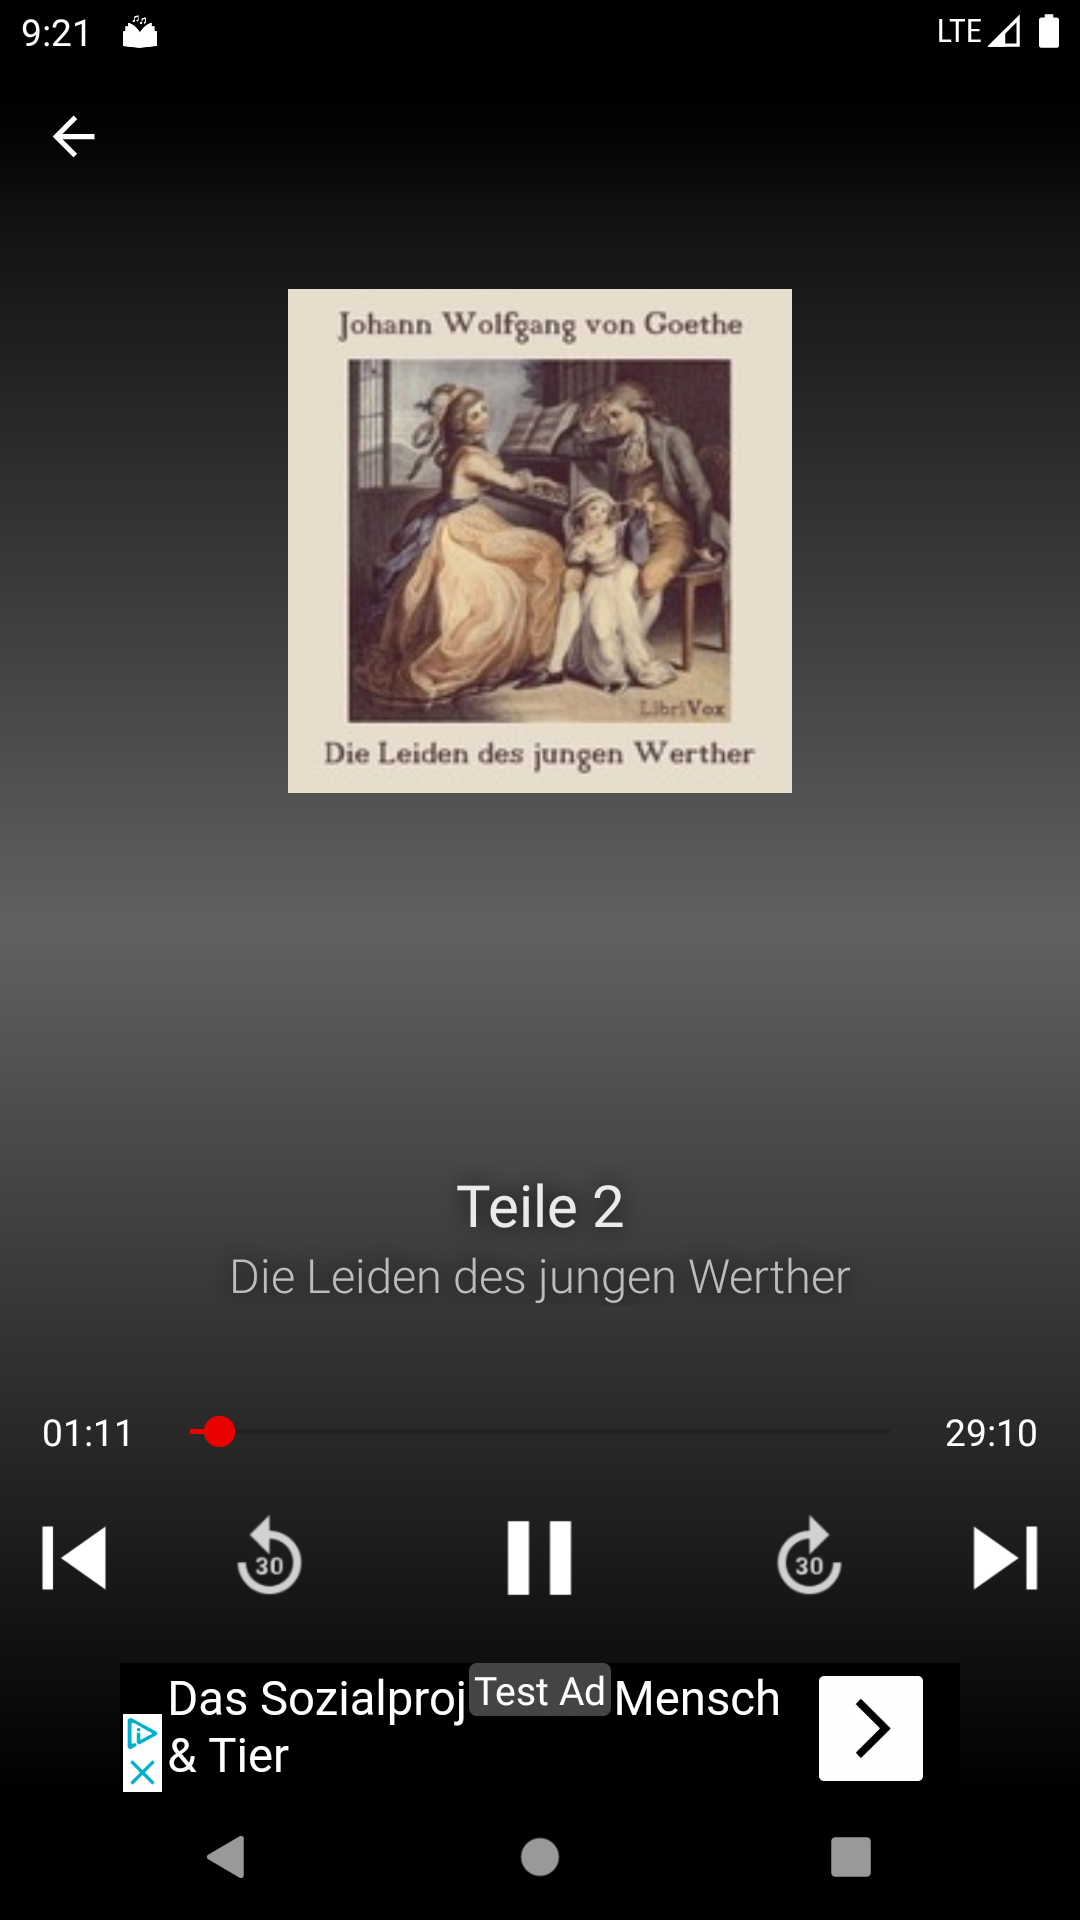 9:21
LTE
Johann Wolfgang von Goethe
LibriVox
Die Leiden des jungen Werther
Teile 2
Die Leiden des jungen Werther
01:11
29:10
30
30
Das Sozialproj Test Ad Mensch
& Tier